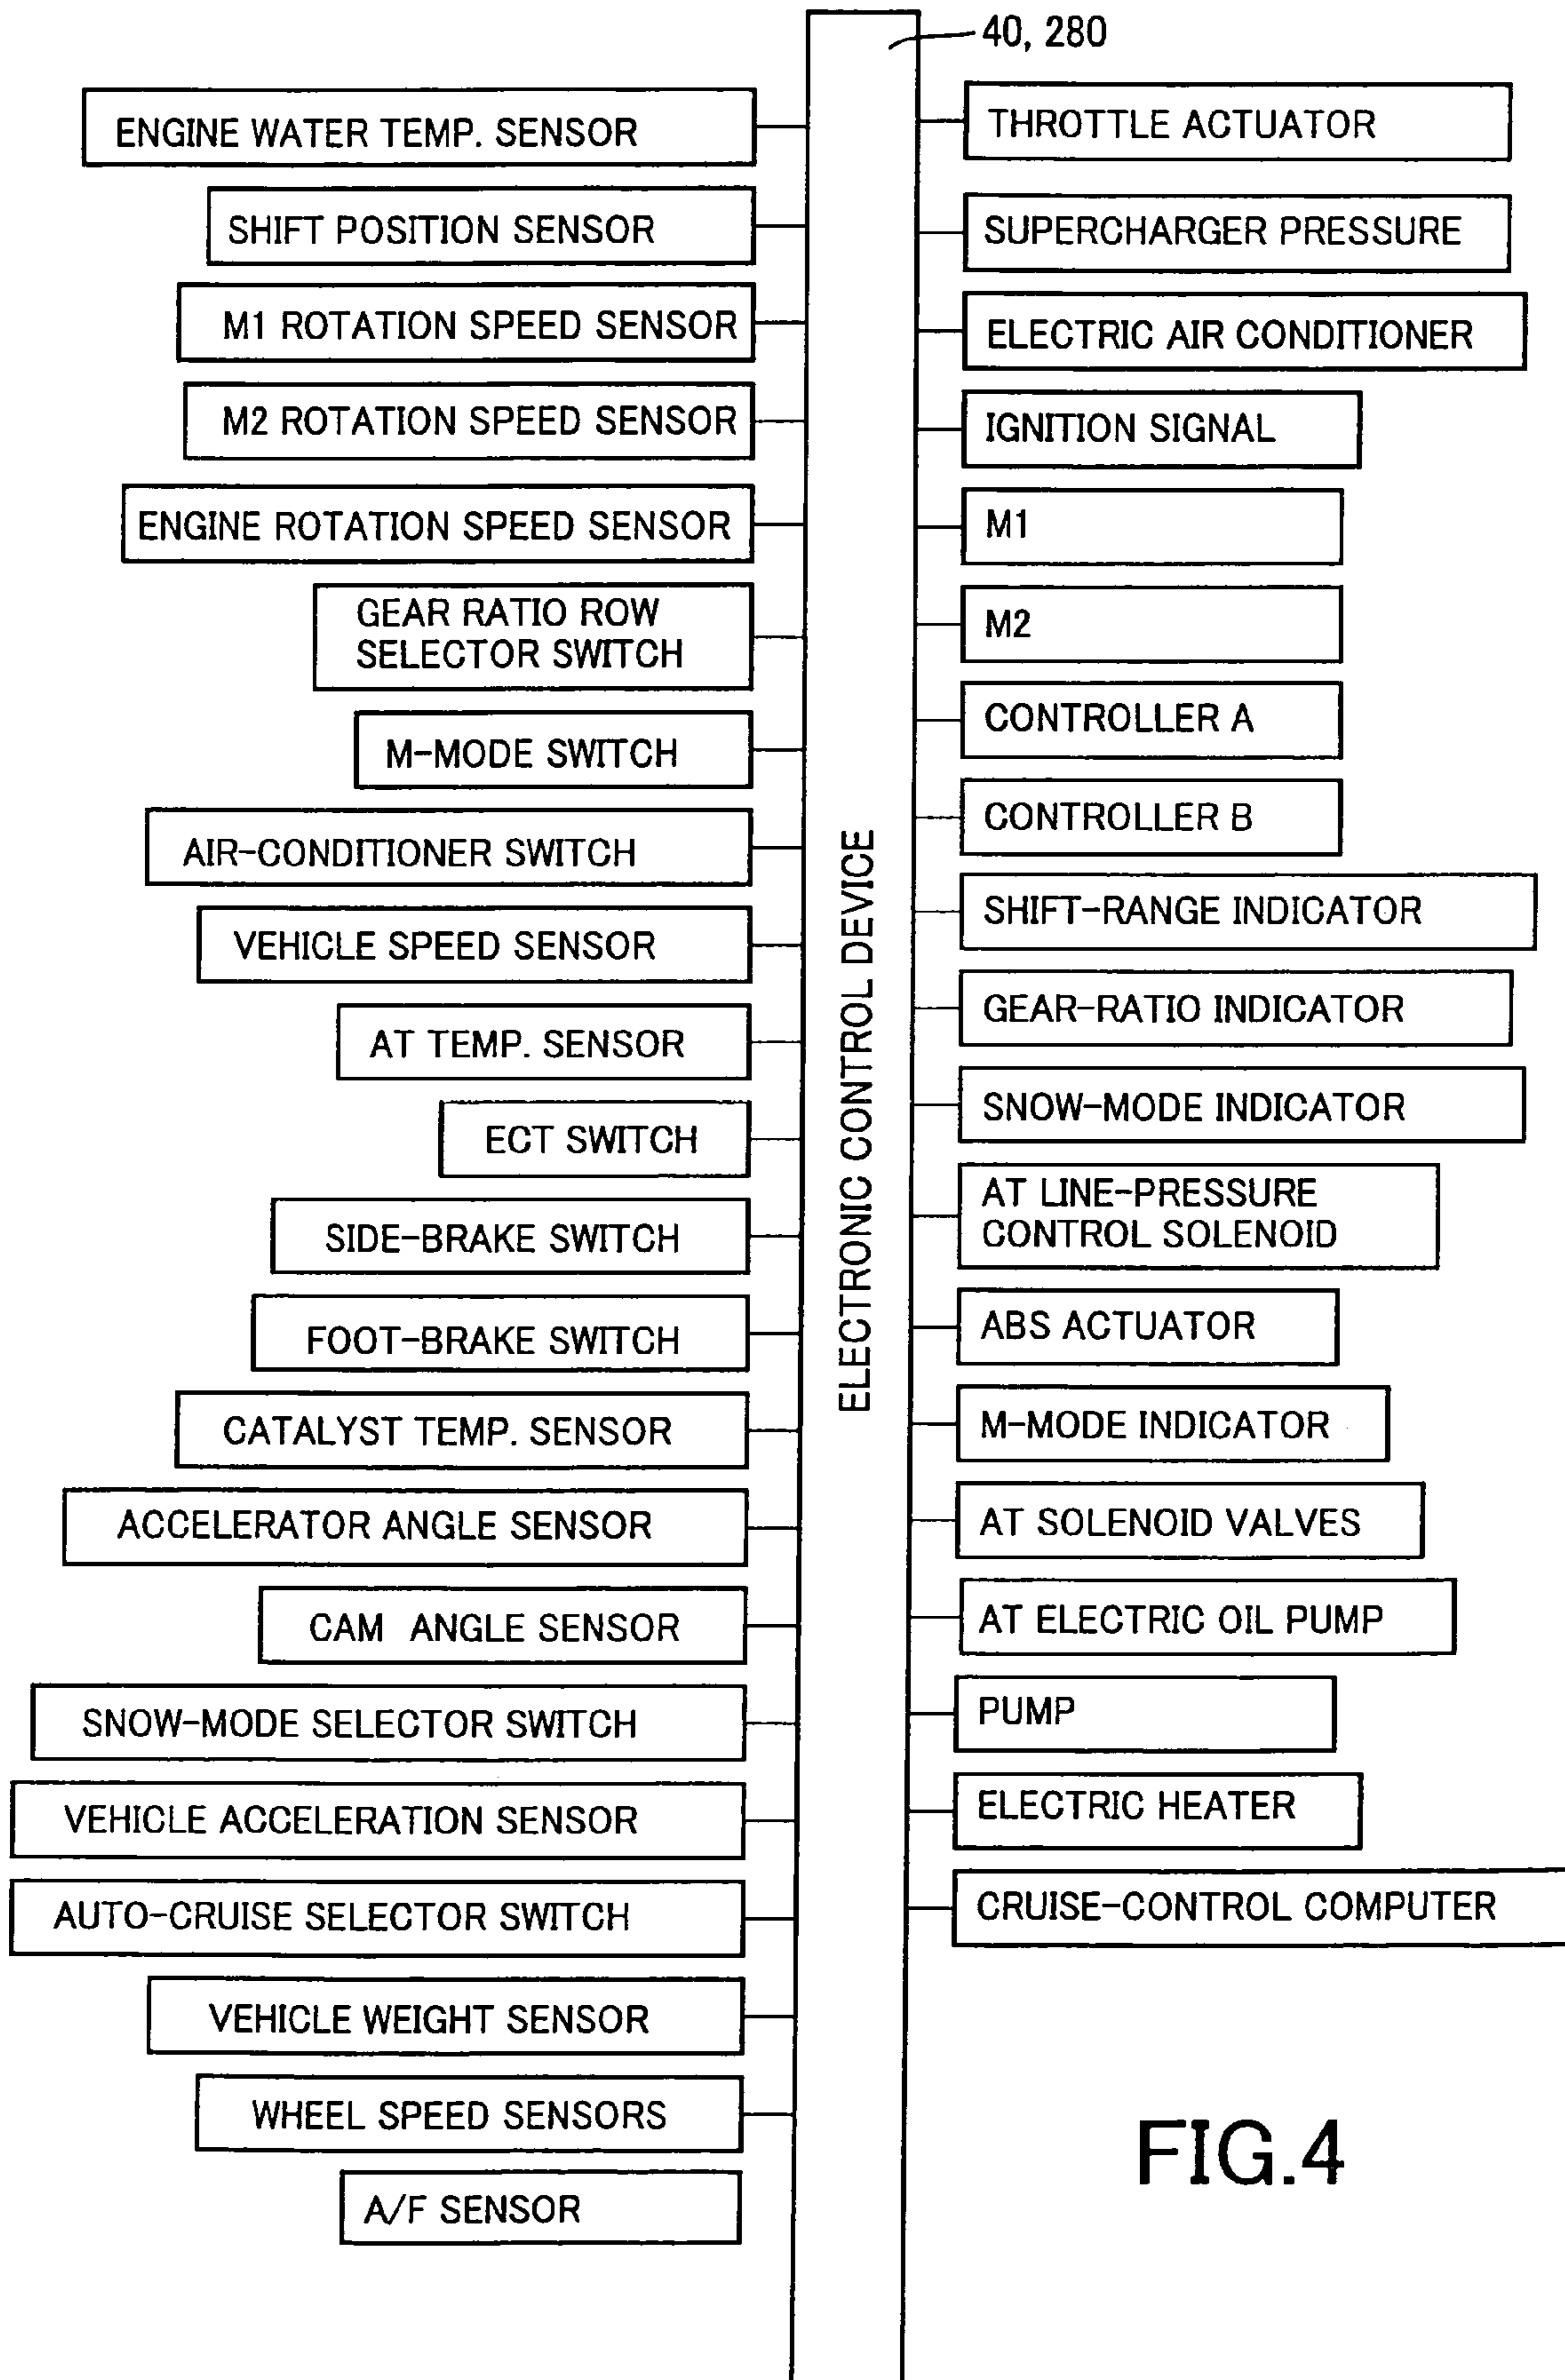 40, 280
ENGINE WATER TEMP. SENSOR
SHIFT POSITION SENSOR
M1 ROTATION SPEED SENSOR
M2 ROTATION SPEED SENSOR
ENGINE ROTATION SPEED SENSOR
GEAR RATIO ROW
SELECTOR SWITCH
M-MODE SWITCH
AIR-CONDITIONER SWITCH
VEHICLE SPEED SENSOR
AT TEMP. SENSOR
ECT SWITCH
SIDE-BRAKE SWITCH
FOOT-BRAKE SWITCH
CATALYST TEMP. SENSOR
ACCELERATOR ANGLE SENSOR
CAM ANGLE SENSOR
SNOW-MODE SELECTOR SWITCH
VEHICLE ACCELERATION SENSOR
AUTO-CRUISE SELECTOR SWITCH
VEHICLE WEIGHT SENSOR
WHEEL SPEED SENSORS
A/F SENSOR
ELECTRONIC CONTROL DEVICE
THROTTLE ACTUATOR
SUPERCHARGER PRESSURE
ELECTRIC AIR CONDITIONER
IGNITION SIGNAL
M1
M2
CONTROLLER A
CONTROLLER B
SHIFT-RANGE INDICATOR
GEAR-RATIO INDICATOR
SNOW-MODE INDICATOR
AT LINE-PRESSURE
CONTROL SOLENOID
ABS ACTUATOR
M-MODE INDICATOR
AT SOLENOID VALVES
AT ELECTRIC OIL PUMP
PUMP
ELECTRIC HEATER
CRUISE-CONTROL COMPUTER
FIG.4